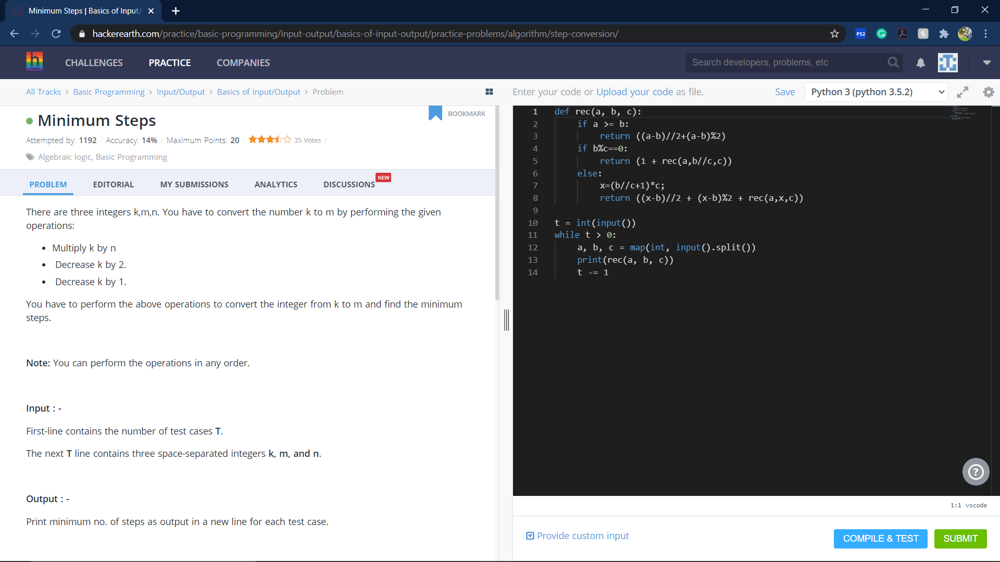 Minimum Steps | Basics of Input/
hackerearth.com/practice/basic-programming/input-output/basics-of-input-output/practice-problems/algorithm/step-conversion/
PS2
h
CHALLENGES PRACTICE COMPANIES
Search developers, problems, etc
All Tracks > Basic Programming > Input/Output > Basics of Input/Output > Problem
Minimum Steps
BOOKMARK
Attempted by: 1192 / Accuracy: 14% / Maximum Points: 20 / 35 Votes /
Algebraic logic, Basic Programming
PROBLEM EDITORIAL MY SUBMISSIONS ANALYTICS DISCUSSIONS NEW
There are three integers k,m,n. You have to convert the number k to m by performing the given
operations:
• Multiply k by n
• Decrease k by 2.
• Decrease k by 1.
You have to perform the above operations to convert the integer from k to m and find the minimum
steps.
Note: You can perform the operations in any order.
Input : -
First-line contains the number of test cases T.
The next T line contains three space-separated integers k, m, and n.
Output : -
Print minimum no. of steps as output in a new line for each test case.
Enter your code or Upload your code as file.
Save
Python 3 (python 3.5.2)
1 def rec(a, b, c):
2     if a >= b:
3         return ((a-b)//2+(a-b)%2)
4     if b%c==0:
5         return (1 + rec(a,b//c,c))
6     else:
7         x=(b//c+1)*c;
8         return ((x-b)//2 + (x-b)%2 + rec(a,x,c))
9
10 t = int(input())
11 while t > 0:
12     a, b, c = map(int, input().split())
13     print(rec(a, b, c))
14     t -= 1
?
1:1 vscode
Provide custom input
COMPILE & TEST
SUBMIT